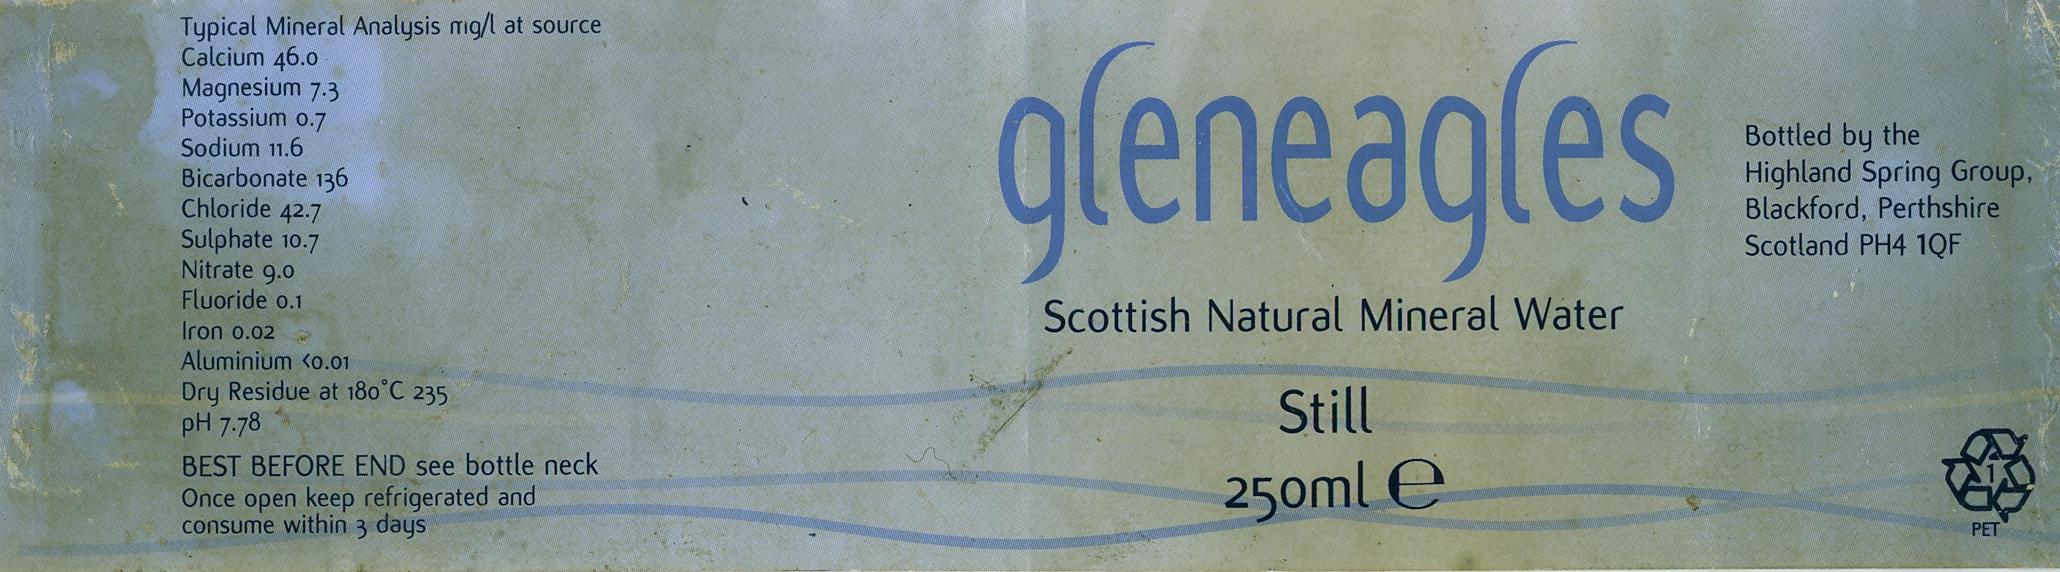 Typical Mineral Analysis mg/l at source
Calcium 46.0
Magnesium 7.3
Potassium 0.7
Sodium 11.6
Bicarbonate 136
Chloride 42.7
Sulphate 10.7
Nitrate 9.0
Fluoride 0.1
Iron 0.02
Aluminium <0.01
Dry Residue at 180°C 235
pH 7.78
BEST BEFORE END see bottle neck
Once open keep refrigerated and
consume within 3 days
gleneagles
Scottish Natural Mineral Water
Still
250ml ℮
Bottled by the
Highland Spring Group,
Blackford, Perthshire
Scotland PH4 1QF
1
PET